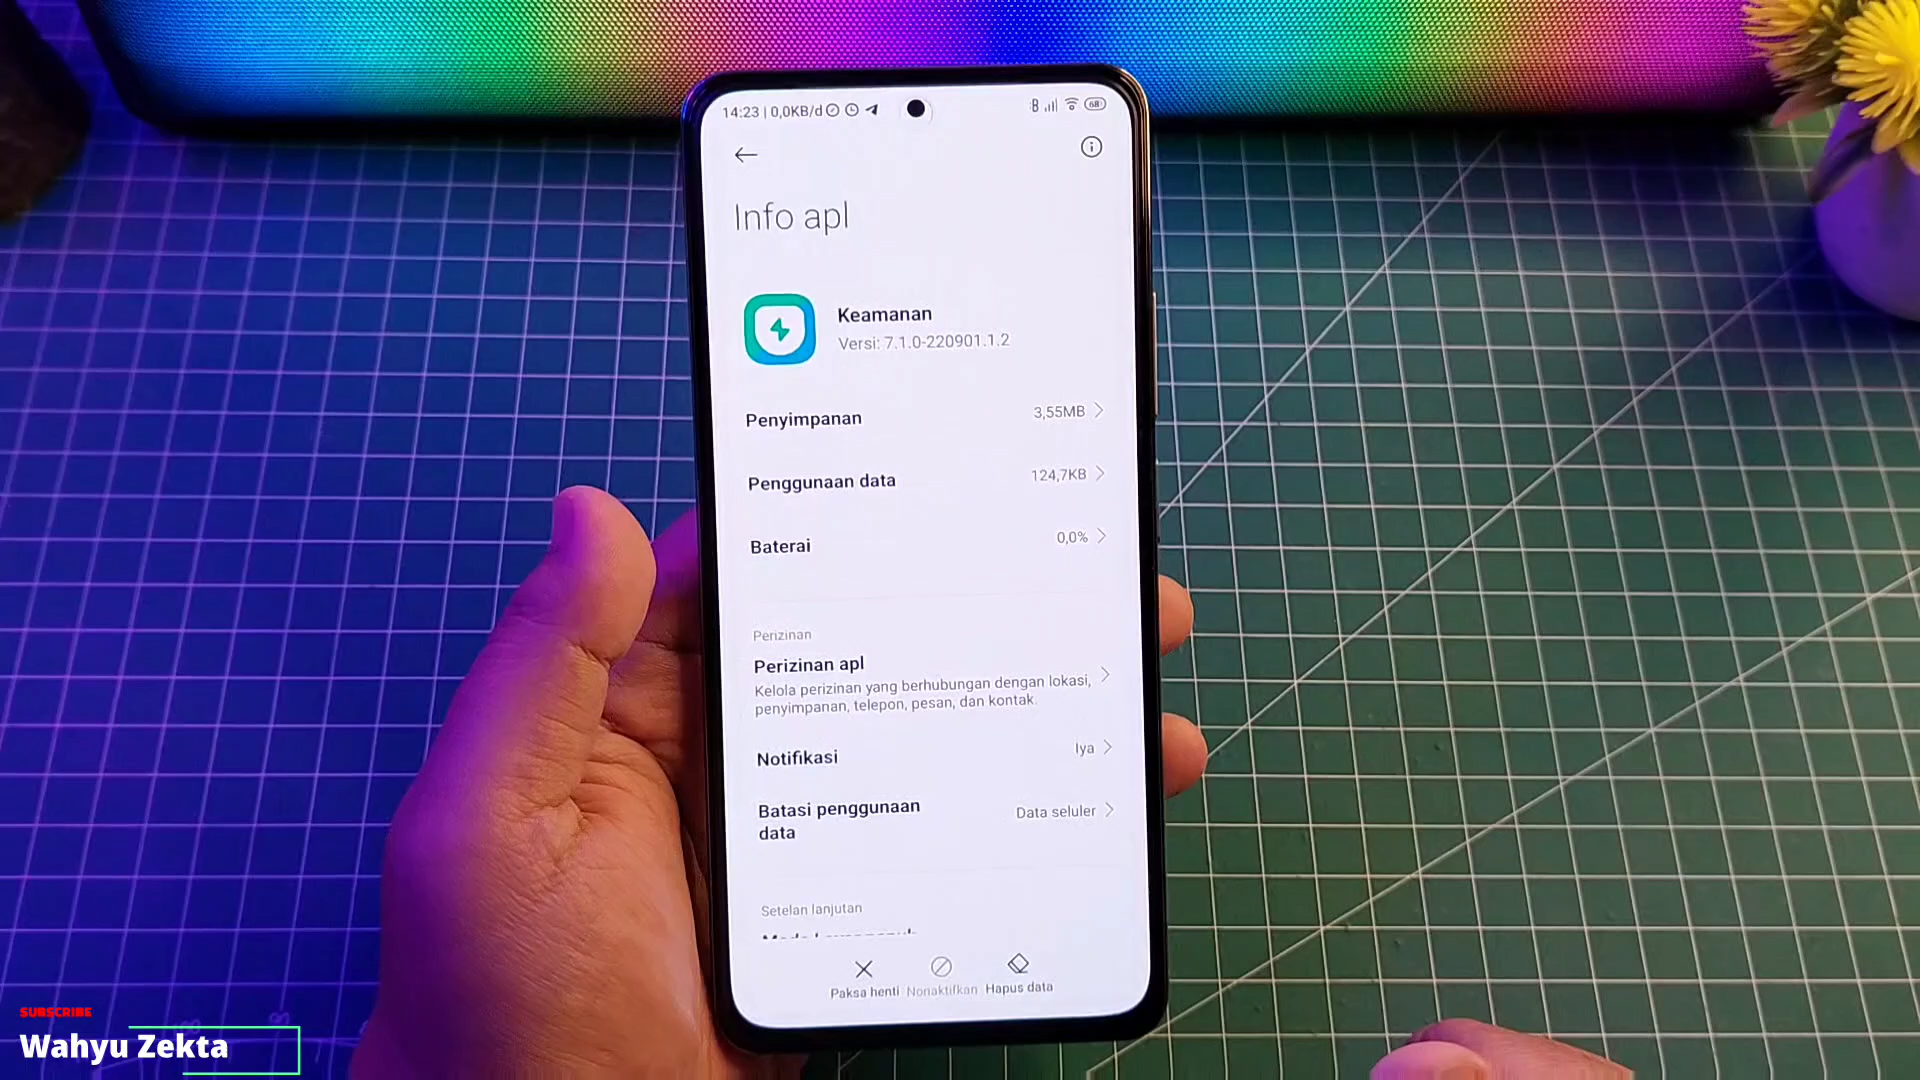 14:23 | 0,0KB/d
68
Info apl
Keamanan
Versi: 7.1.0-220901.1.2
Penyimpanan 3,55MB
Penggunaan data 124,7KB
Baterai 0,0%
Perizinan
Perizinan apl
Kelola perizinan yang berhubungan dengan lokasi,
penyimpanan, telepon, pesan, dan kontak.
Notifikasi Iya
Batasi penggunaan
data
Data seluler
Setelan lanjutan
Paksa henti Nonaktifkan Hapus data
SUBSCRIBE
Wahyu Zekta